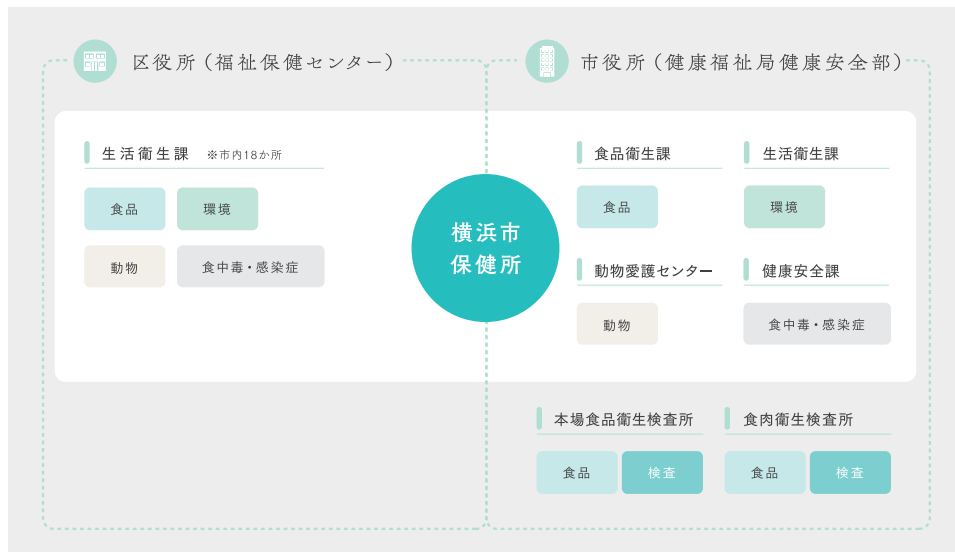 区役所（福祉保健センター）
市役所（健康福祉局健康安全部）
生活衛生課 ※市内18か所
食品
環境
動物
食中毒・感染症
横浜市
保健所
食品衛生課
食品
生活衛生課
環境
動物愛護センター
動物
健康安全課
食中毒・感染症
本場食品衛生検査所
食品
検査
食肉衛生検査所
食品
検査